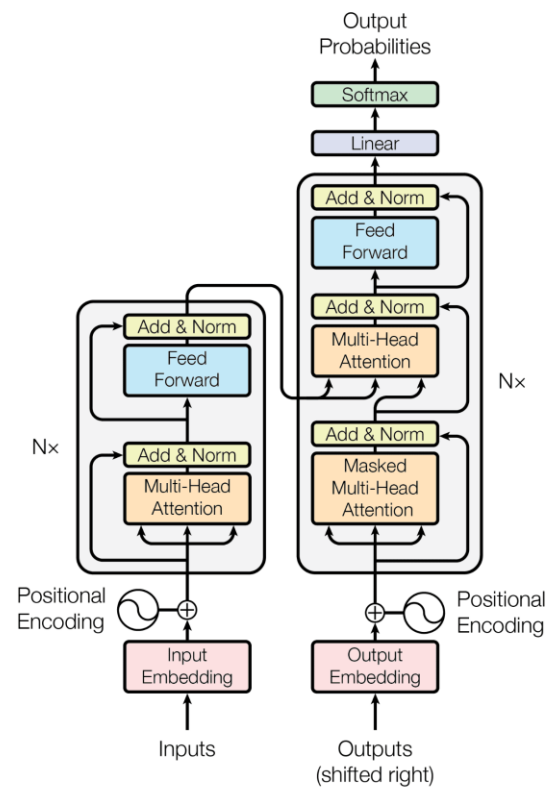 Output
Probabilities
Softmax
Linear
Add & Norm
Feed
Forward
Add & Norm
Multi-Head
Attention
Add & Norm
Masked
Multi-Head
Attention
N×
Add & Norm
Feed
Forward
Add & Norm
Multi-Head
Attention
N×
Positional
Encoding
Positional
Encoding
Input
Embedding
Output
Embedding
Inputs
Outputs
(shifted right)